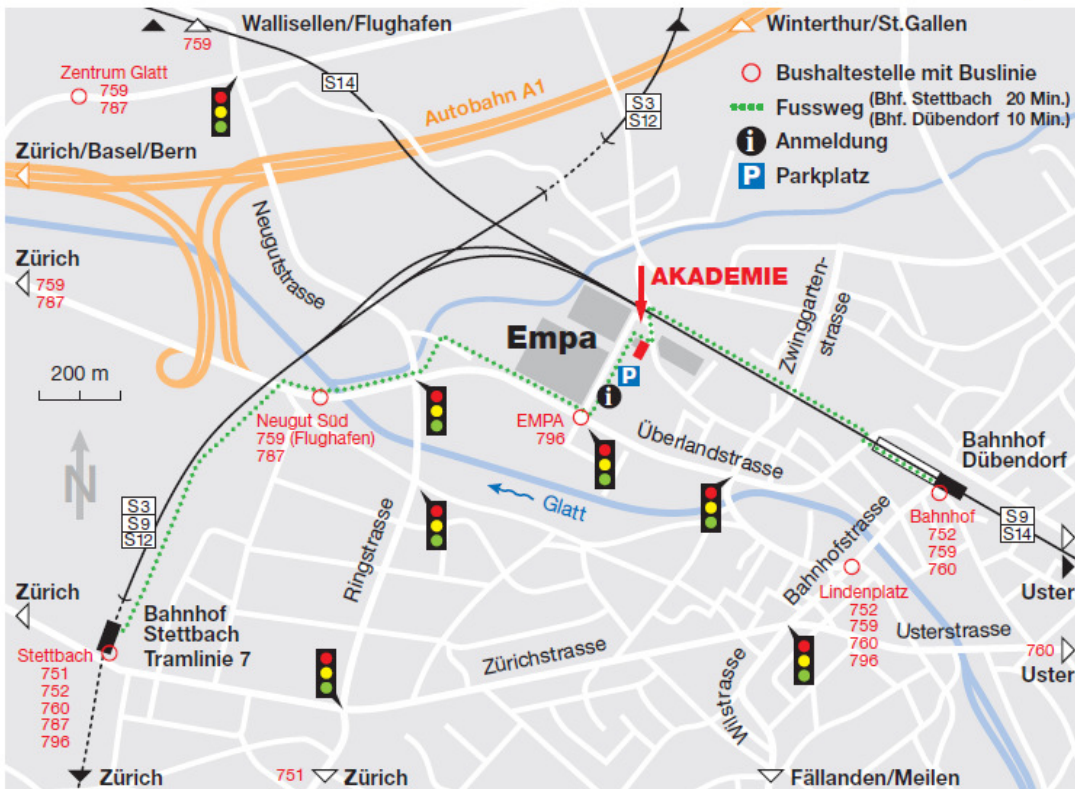 Wallisellen/Flughafen
759
Winterthur/St.Gallen
Zentrum Glatt
759
787
S14
Autobahn A1
S3
S12
Bushaltestelle mit Buslinie
Fussweg (Bhf. Stettbach 20 Min.)
(Bhf. Dübendorf 10 Min.)
i Anmeldung
P Parkplatz
Zürich/Basel/Bern
Neugutstrasse
Zürich
759
787
AKADEMIE
Zwinggarten-
strasse
Empa
200 m
P
i
Neugut Süd
759 (Flughafen)
787
EMPA
796
Überlandstrasse
Bahnhof
Dübendorf
N
Glatt
S3
S9
S12
Ringstrasse
Bahnhofstrasse
Bahnhof
752
759
760
S9
S14
Uster
Zürich
Bahnhof
Stettbach
Tramlinie 7
Stettbach
751
752
760
787
796
Zürichstrasse
Lindenplatz
752
759
760
796
Usterstrasse
760
Uster
Wilstrasse
Zürich
751
Zürich
Fällanden/Meilen